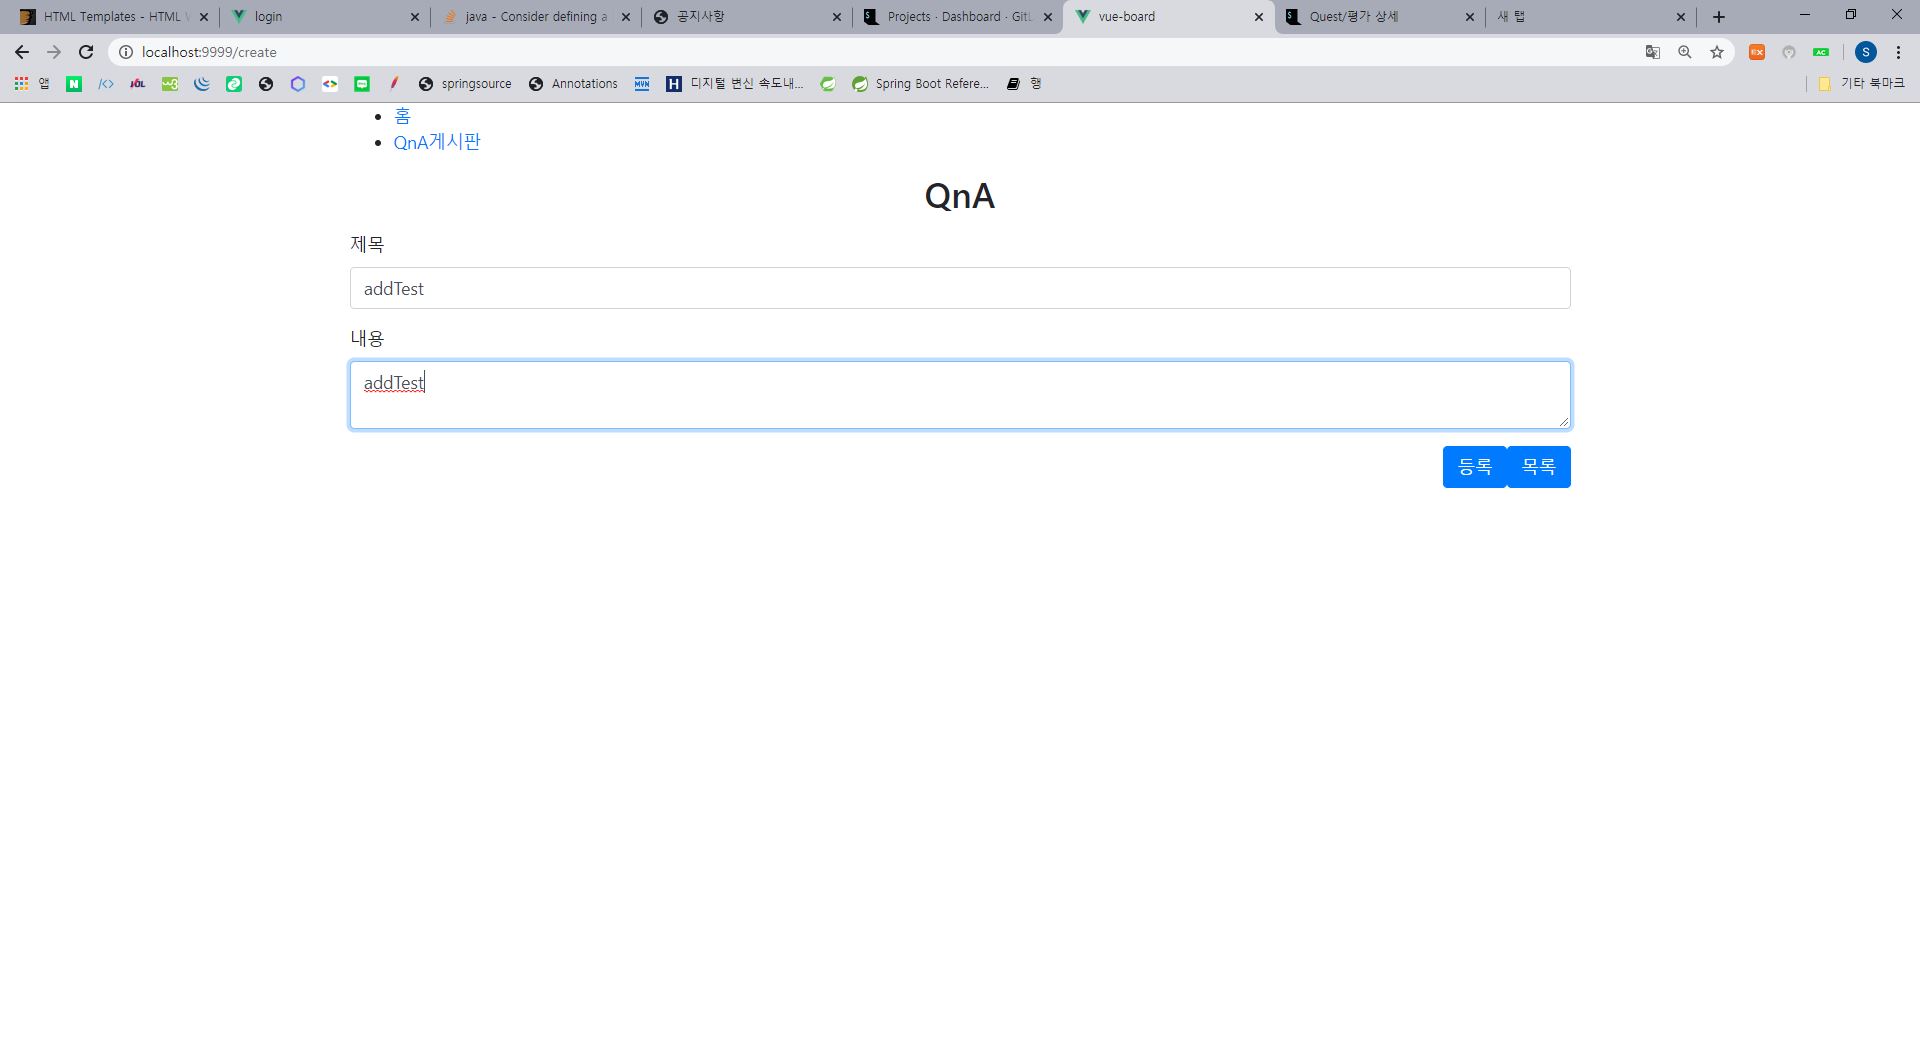 HTML Templates - HTML
login
java - Consider defining a
공지사항
Projects · Dashboard · Git
vue-board
Quest/평가 상세
새 탭
localhost:9999/create
AC
S
앱
springsource
Annotations
디지털 변신 속도내...
Spring Boot Refere...
행
기타 북마크
홈
QnA게시판
QnA
제목
addTest
내용
addTest
등록 목록